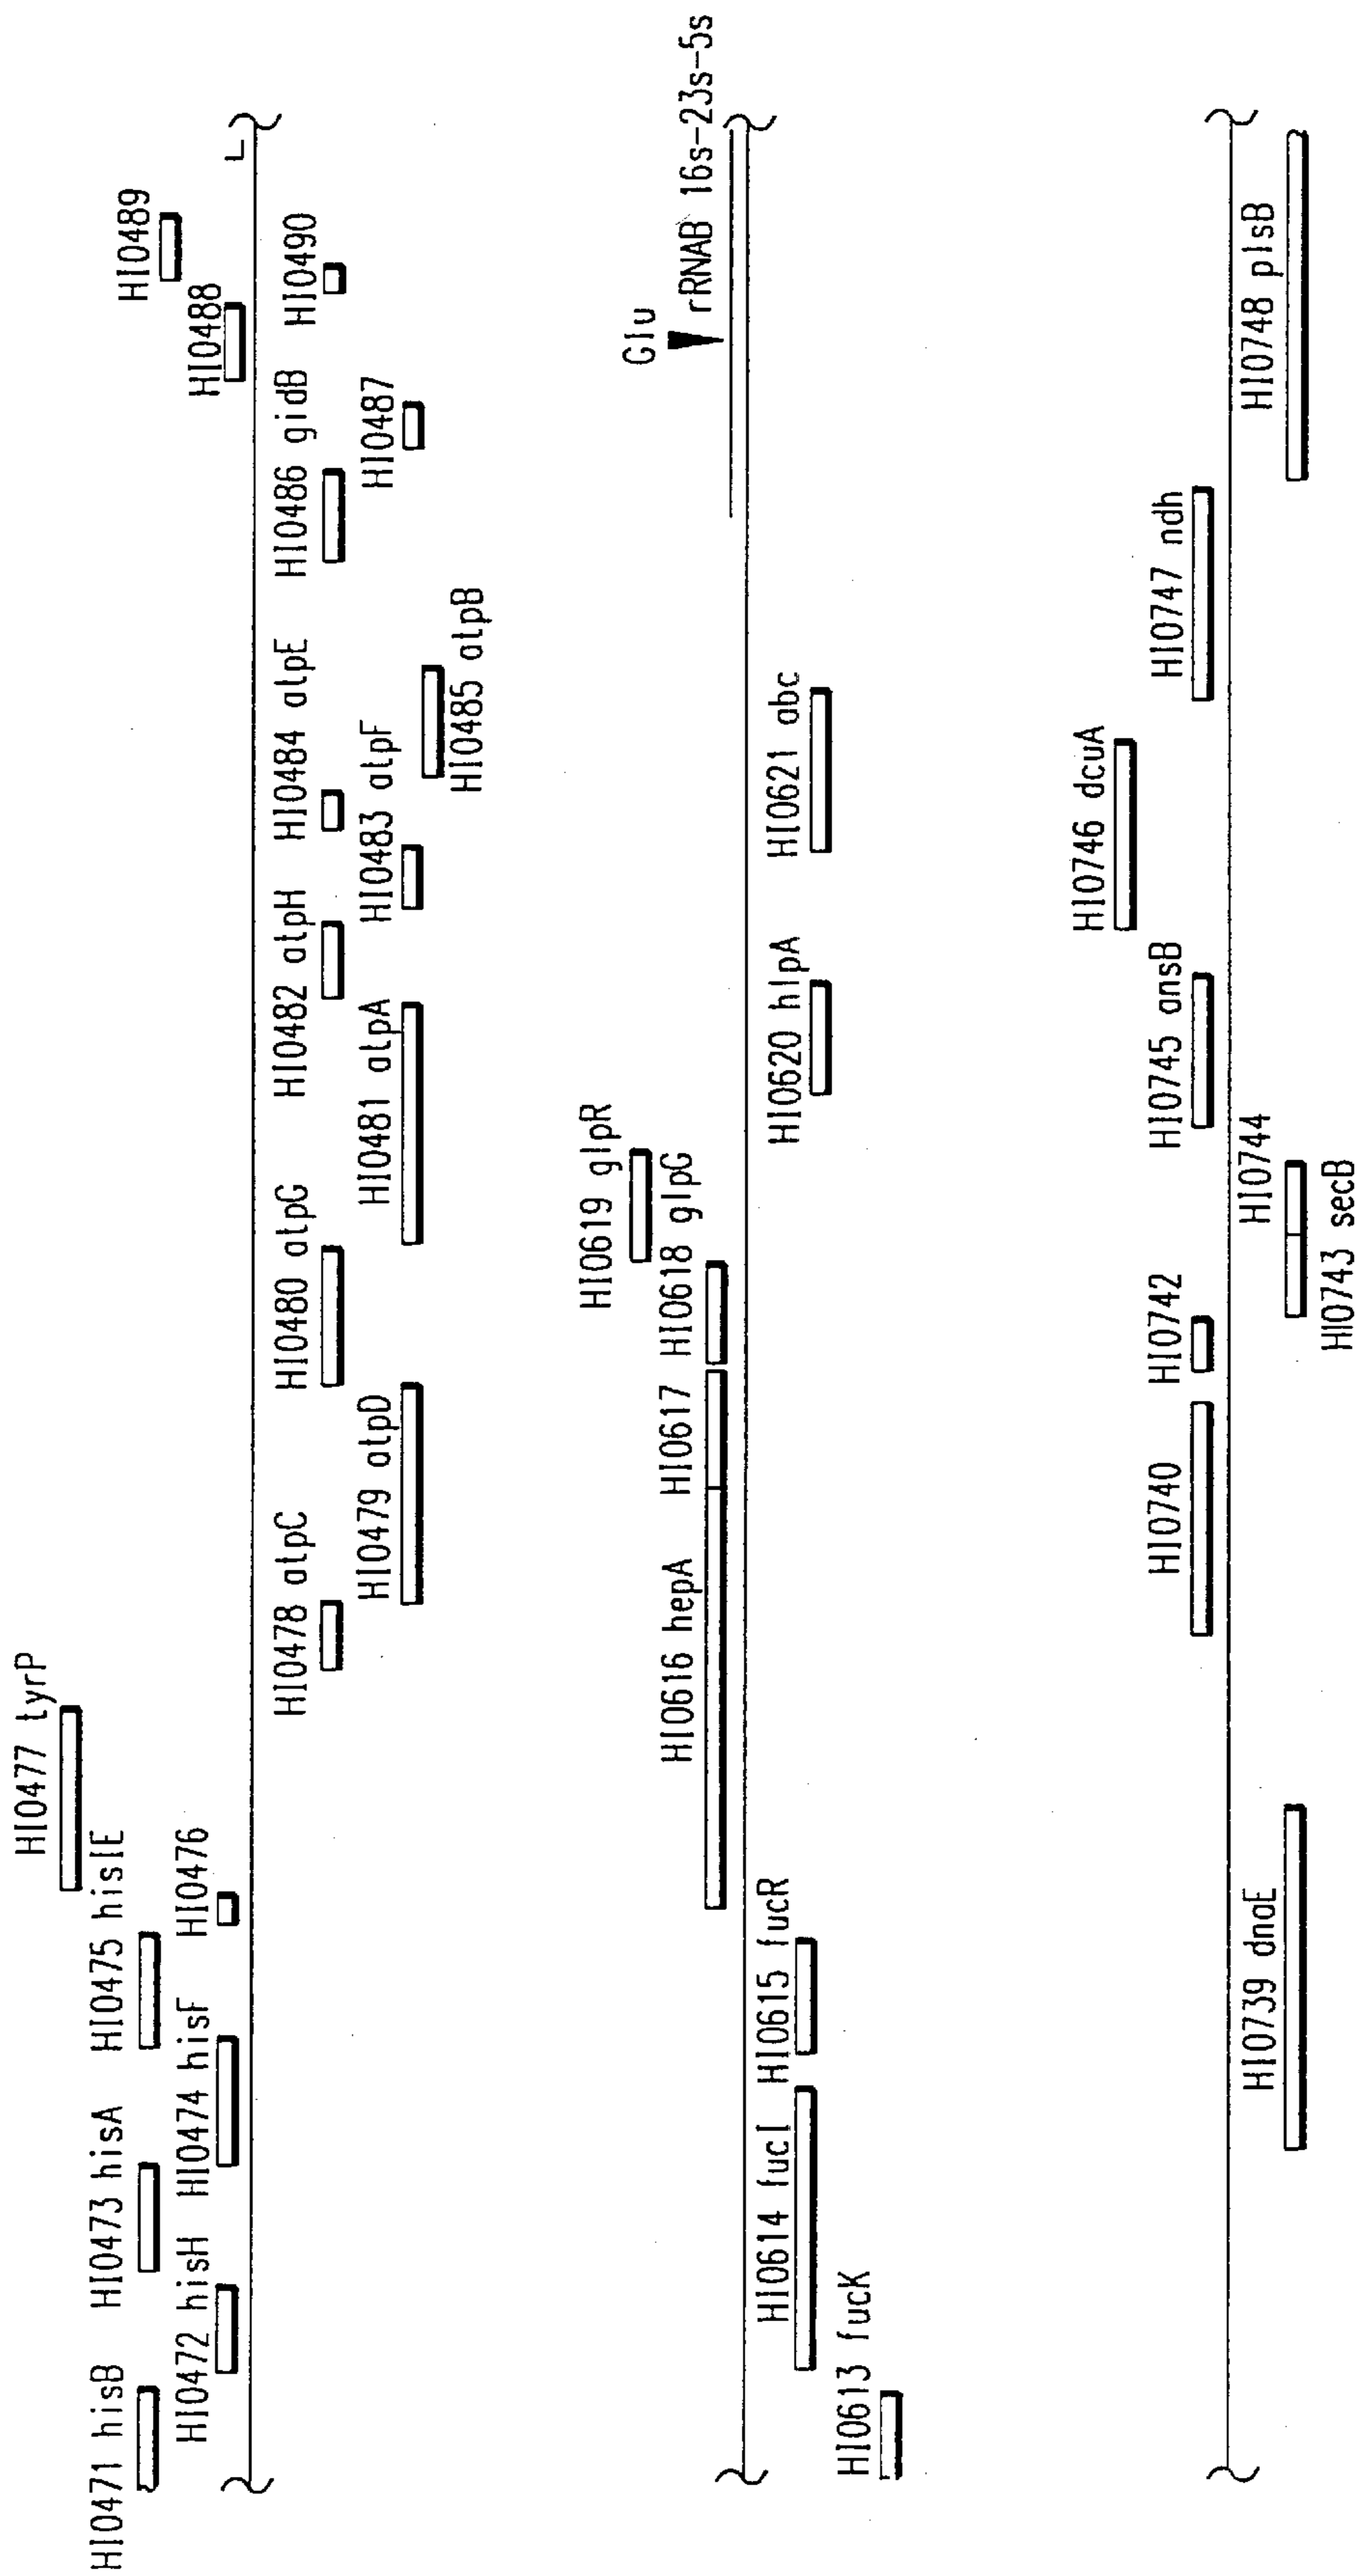 HI0471 hisB
HI0472 hisH
HI0473 hisA
HI0474 hisF
HI0475 hisIE
HI0476
HI0477 tyrP
HI0478 atpC
HI0479 atpD
HI0480 atpG
HI0481 atpA
HI0482 atpH
HI0483 atpF
HI0484 atpE
HI0485 atpB
HI0486 gidB
HI0487
HI0488
HI0489
HI0490
L
HI0613 fucK
HI0614 fucI
HI0615 fucR
HI0616 hepA
HI0617
HI0618 glpG
HI0619 glpR
HI0620 hlpA
HI0621 abc
Glu
rRNAB 16s-23s-5s
HI0739 dnaE
HI0740
HI0742
HI0743 secB
HI0744
HI0745 ansB
HI0746 dcuA
HI0747 ndh
HI0748 plsB